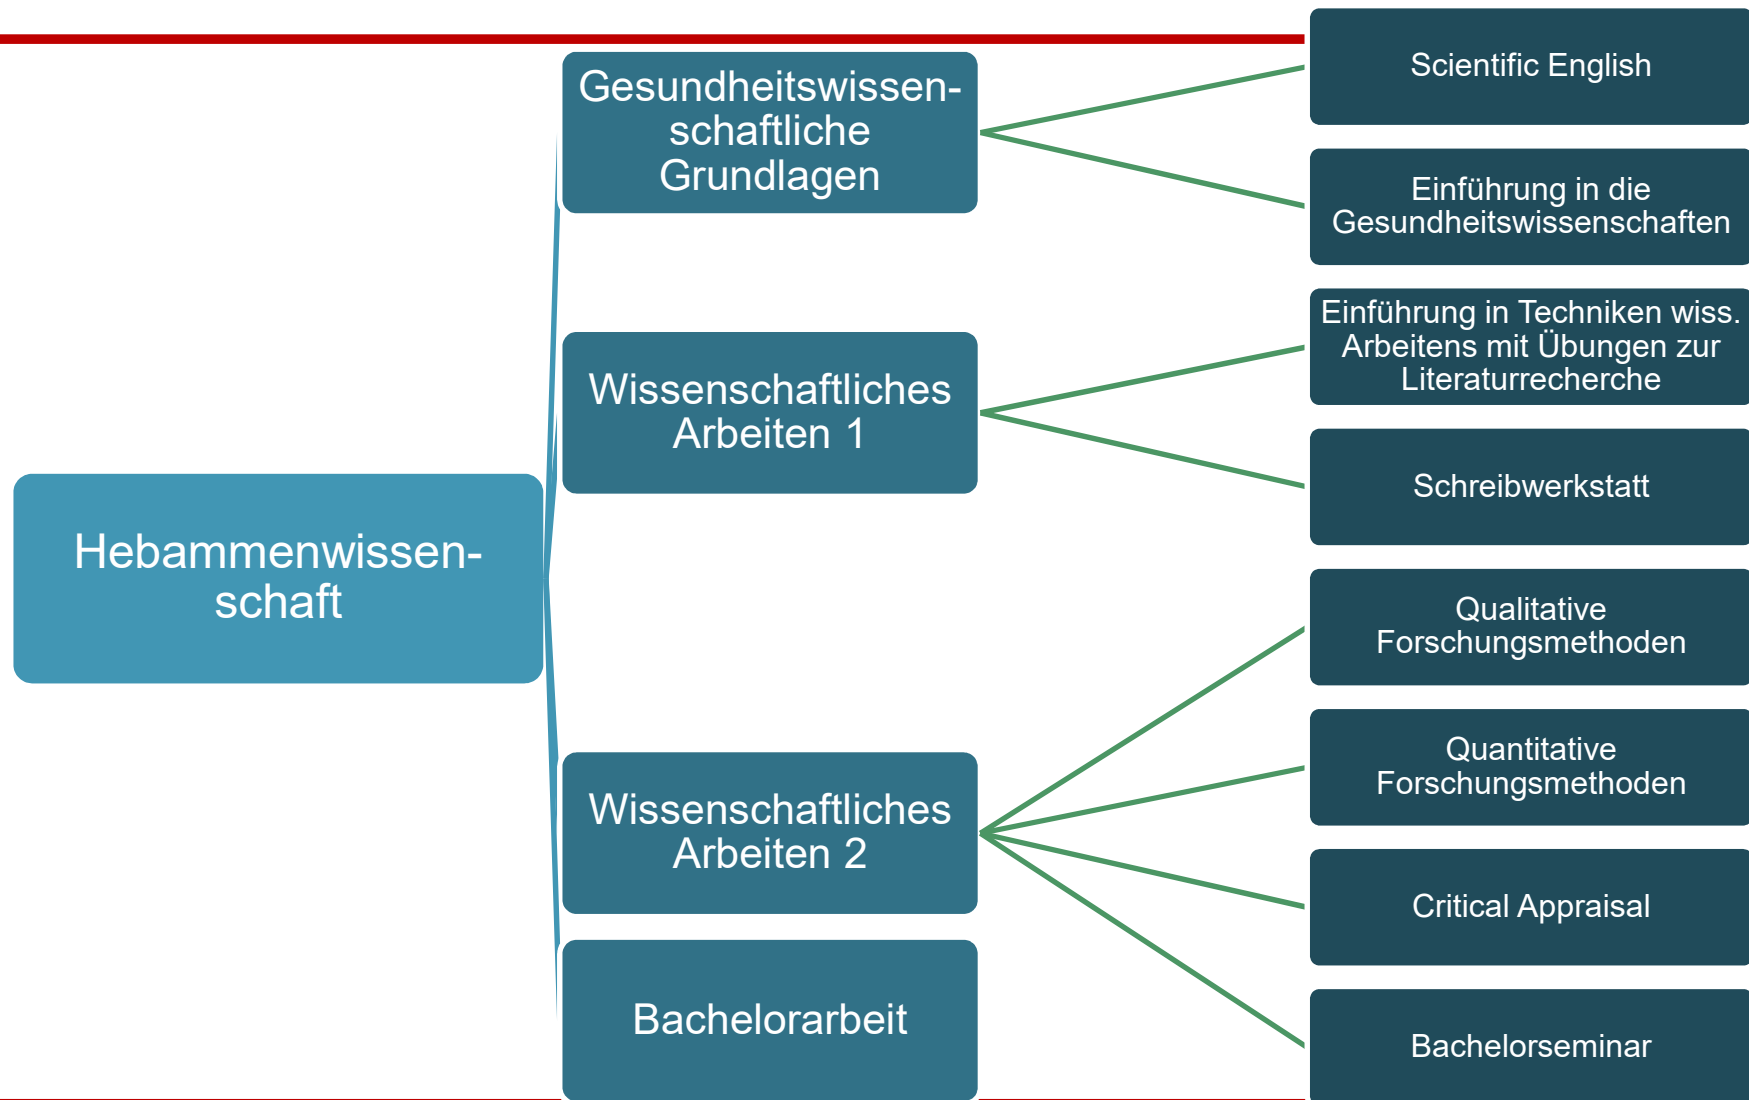 Hebammenwissen-
schaft
Gesundheitswissen-
schaftliche
Grundlagen
Scientific English
Einführung in die
Gesundheitswissenschaften
Wissenschaftliches
Arbeiten 1
Einführung in Techniken wiss.
Arbeitens mit Übungen zur
Literaturrecherche
Schreibwerkstatt
Wissenschaftliches
Arbeiten 2
Qualitative
Forschungsmethoden
Quantitative
Forschungsmethoden
Critical Appraisal
Bachelorseminar
Bachelorarbeit